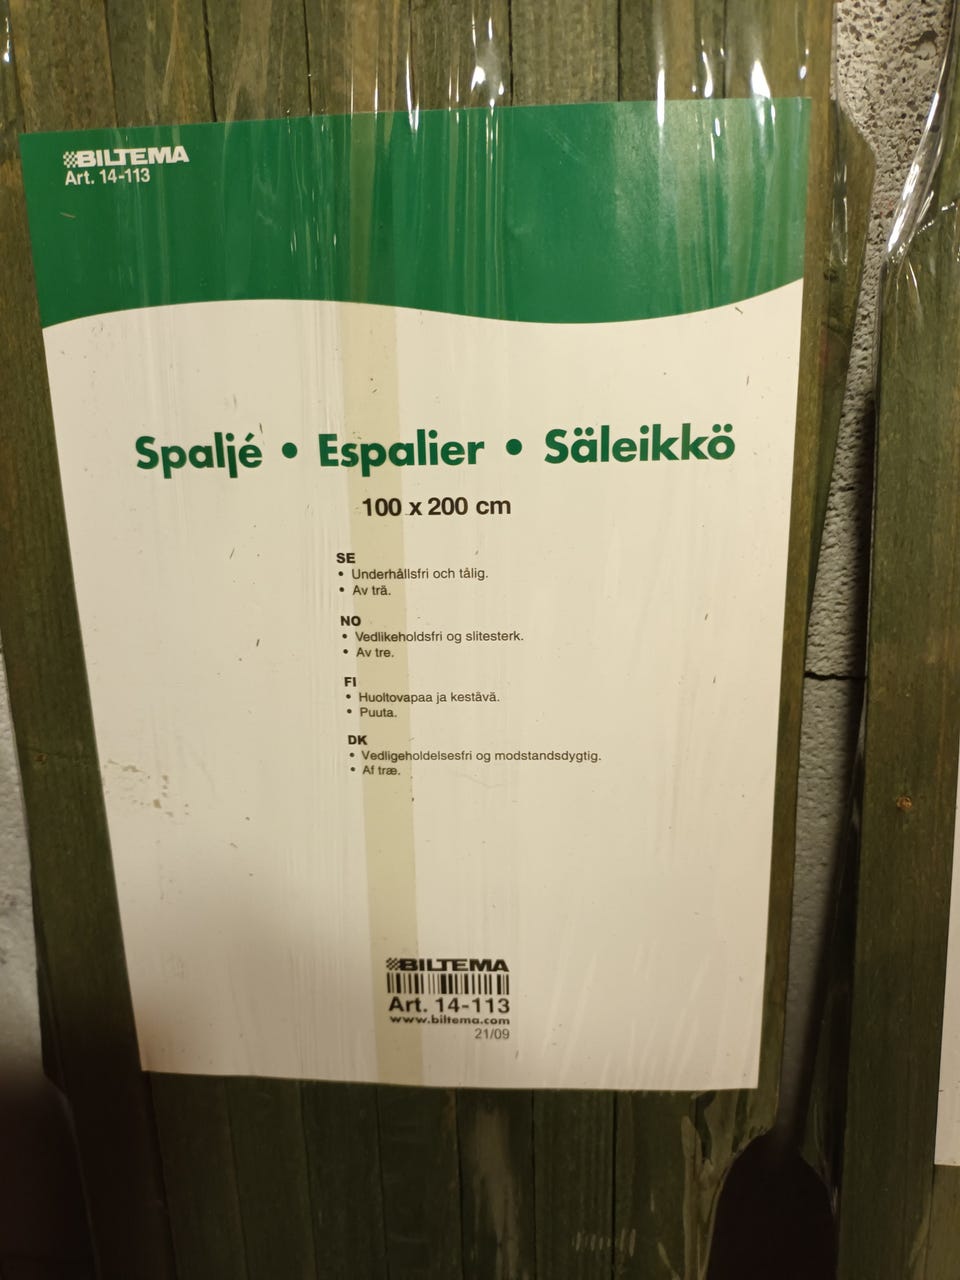 BILTEMA
Art. 14-113
Spaljé • Espalier • Säleikkö
100 x 200 cm
SE
• Underhållsfri och tålig.
• Av trä.
NO
• Vedlikeholdsfri og slitesterk.
• Av tre.
FI
• Huoltovapaa ja kestävä.
• Puuta.
DK
• Vedligeholdelsesfri og modstandsdygtig.
• Af træ.
BILTEMA
Art. 14-113
www.biltema.com
21/09